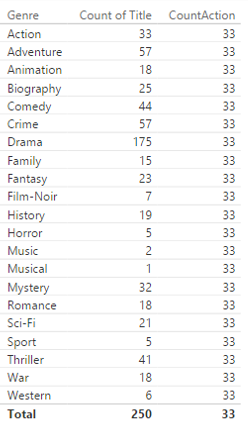 Genre Count of Title CountAction
Action 33 33
Adventure 57 33
Animation 18 33
Biography 25 33
Comedy 44 33
Crime 57 33
Drama 175 33
Family 15 33
Fantasy 23 33
Film-Noir 7 33
History 19 33
Horror 5 33
Music 2 33
Musical 1 33
Mystery 32 33
Romance 18 33
Sci-Fi 21 33
Sport 5 33
Thriller 41 33
War 18 33
Western 6 33
Total 250 33